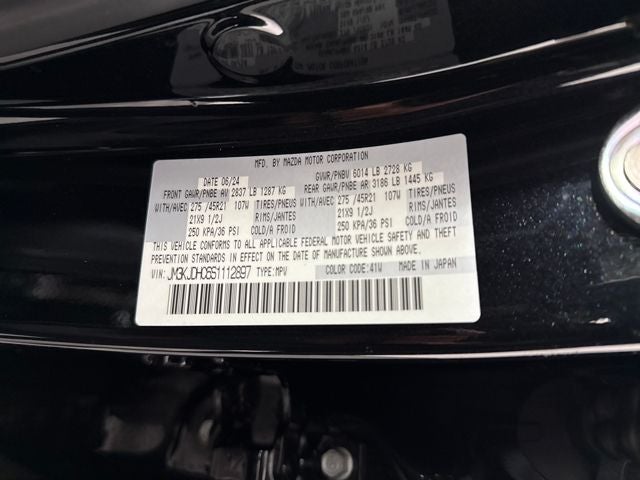 MFD. BY MAZDA MOTOR CORPORATION
DATE 06/24 GVWR/PNBV 6014 LB 2728 KG
FRONT GAWR/PNBE AV 2837 LB 1287 KG REAR GAWR/PNBE AR 3186 LB 1445 KG
WITH/AVEC 275 /45R21 107W TIRES/PNEUS WITH/AVEC 275 /45R21 107W TIRES/PNEUS
21X9 1/2J RIMS/JANTES 21X9 1/2J RIMS/JANTES
250 KPA/36 PSI COLD/A FROID 250 KPA/36 PSI COLD/A FROID
THIS VEHICLE CONFORMS TO ALL APPLICABLE FEDERAL MOTOR VEHICLE SAFETY AND THEFT
PREVENTION STANDARDS IN EFFECT ON THE DATE OF MANUFACTURE SHOWN ABOVE.
VIN: JM3KJDHC651112897 TYPE:MPV COLOR CODE:41W MADE IN JAPAN